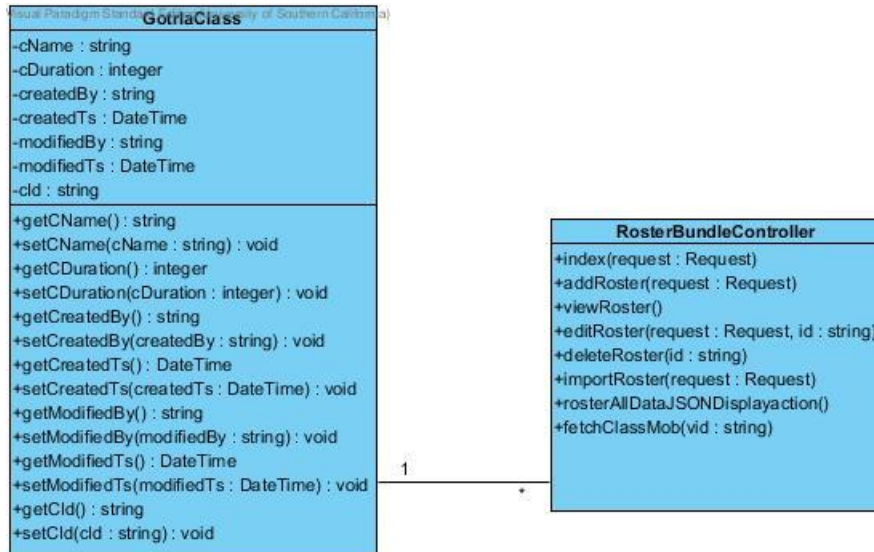 Visual Paradigm Standard
GotrlaClass
-cName : string
-cDuration : integer
-createdBy : string
-createdTs : DateTime
-modifiedBy : string
-modifiedTs : DateTime
-cId : string
+getCName() : string
+setCName(cName : string) : void
+getCDuration() : integer
+setCDuration(cDuration : integer) : void
+getCreatedBy() : string
+setCreatedBy(createdBy : string) : void
+getCreatedTs() : DateTime
+setCreatedTs(createdTs : DateTime) : void
+getModifiedBy() : string
+setModifiedBy(modifiedBy : string) : void
+getModifiedTs() : DateTime
+setModifiedTs(modifiedTs : DateTime) : void
+getCId() : string
+setCId(cId : string) : void
1
*
RosterBundleController
+index(request : Request)
+addRoster(request : Request)
+viewRoster()
+editRoster(request : Request, id : string)
+deleteRoster(id : string)
+importRoster(request : Request)
+rosterAllDataJSONDisplayaction()
+fetchClassMob(vid : string)